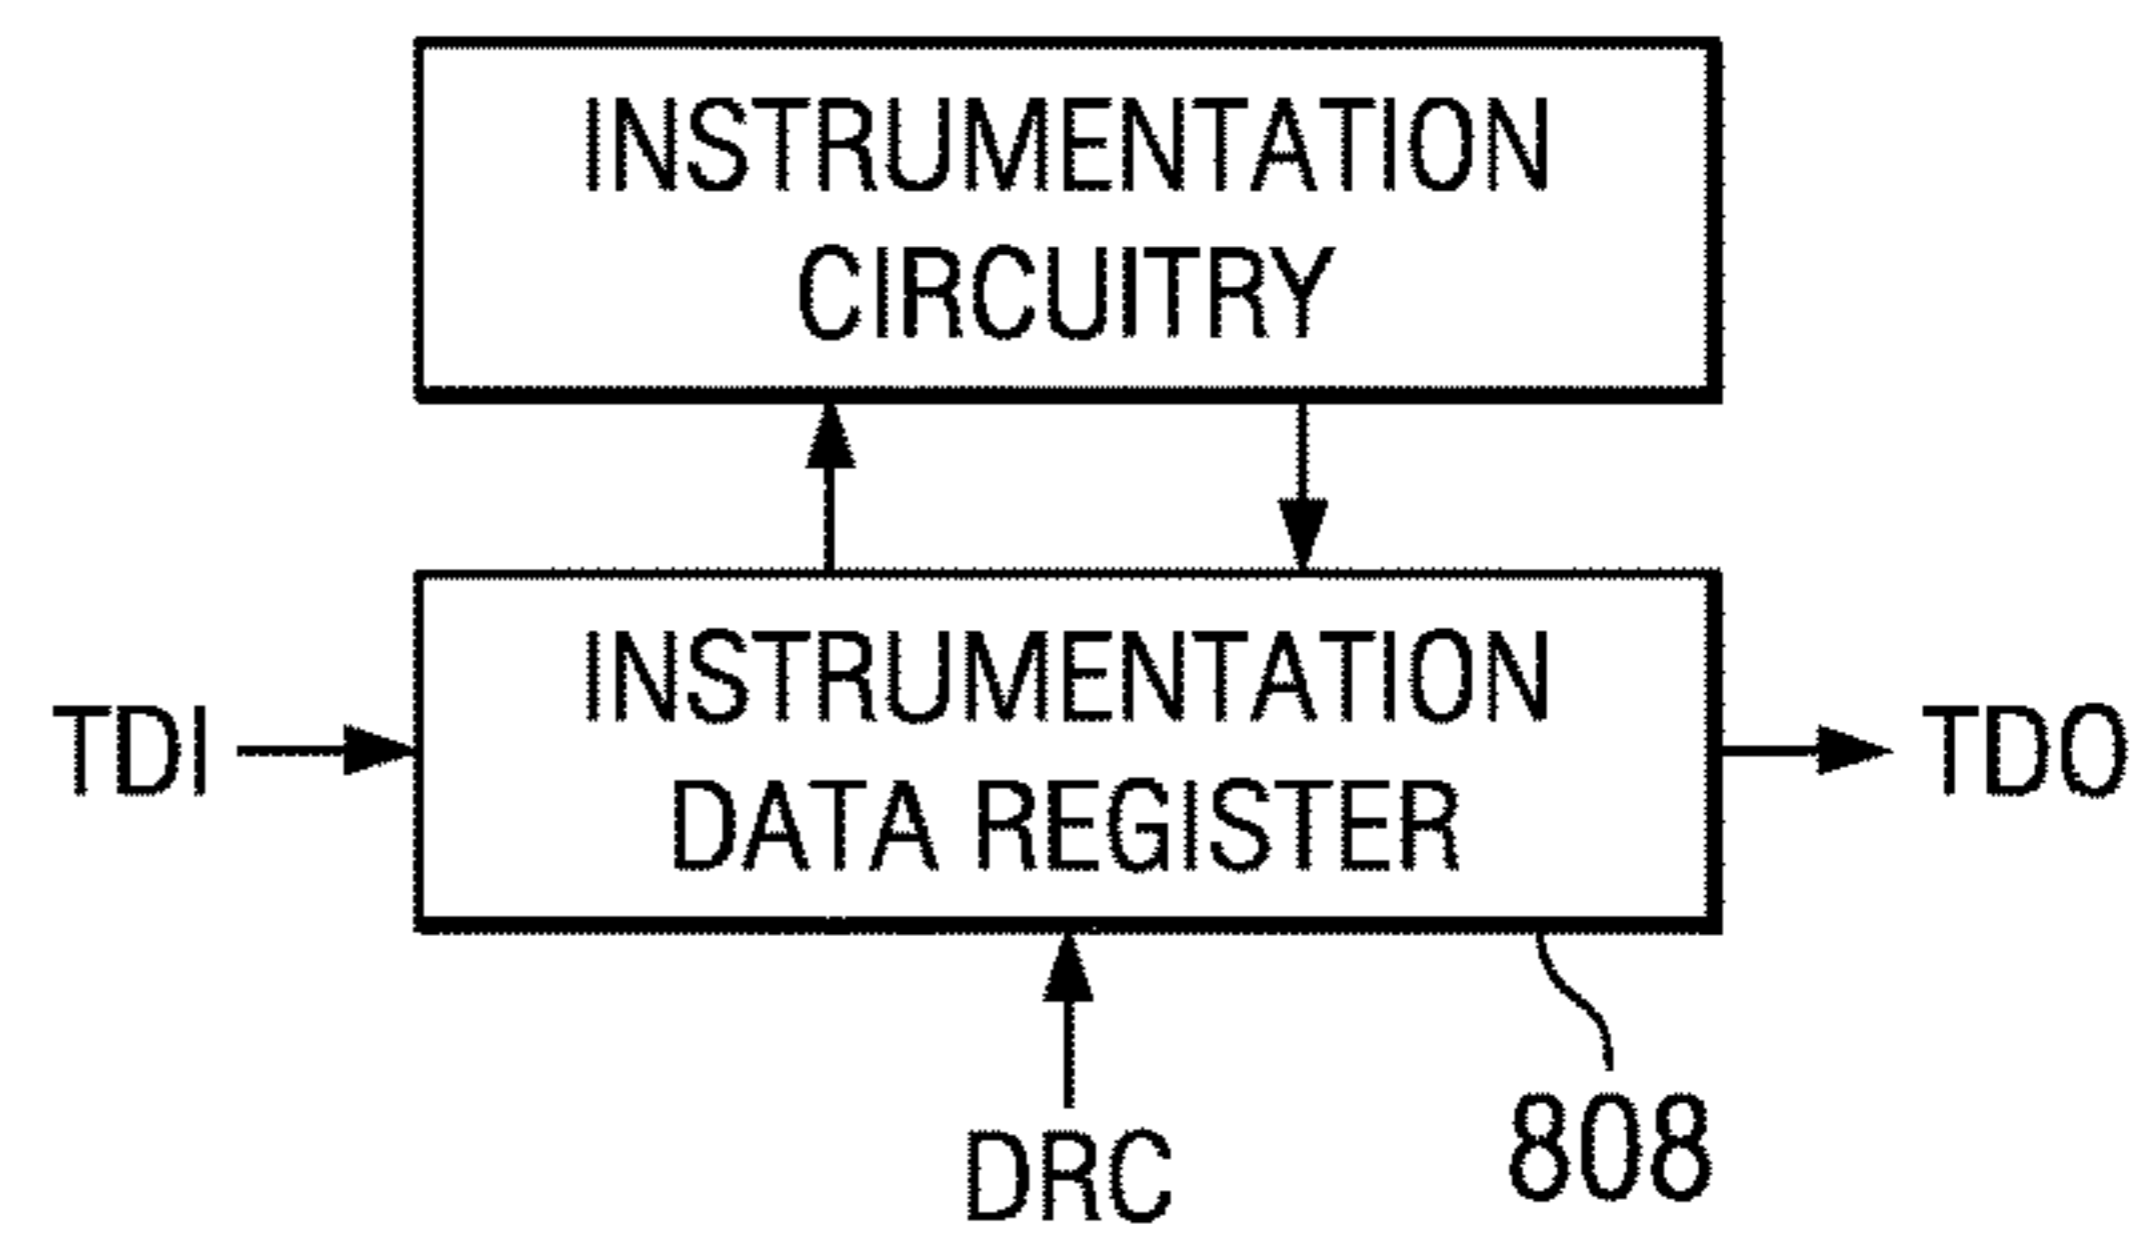 INSTRUMENTATION
CIRCUITRY
INSTRUMENTATION
DATA REGISTER
TDI
TDO
DRC
808